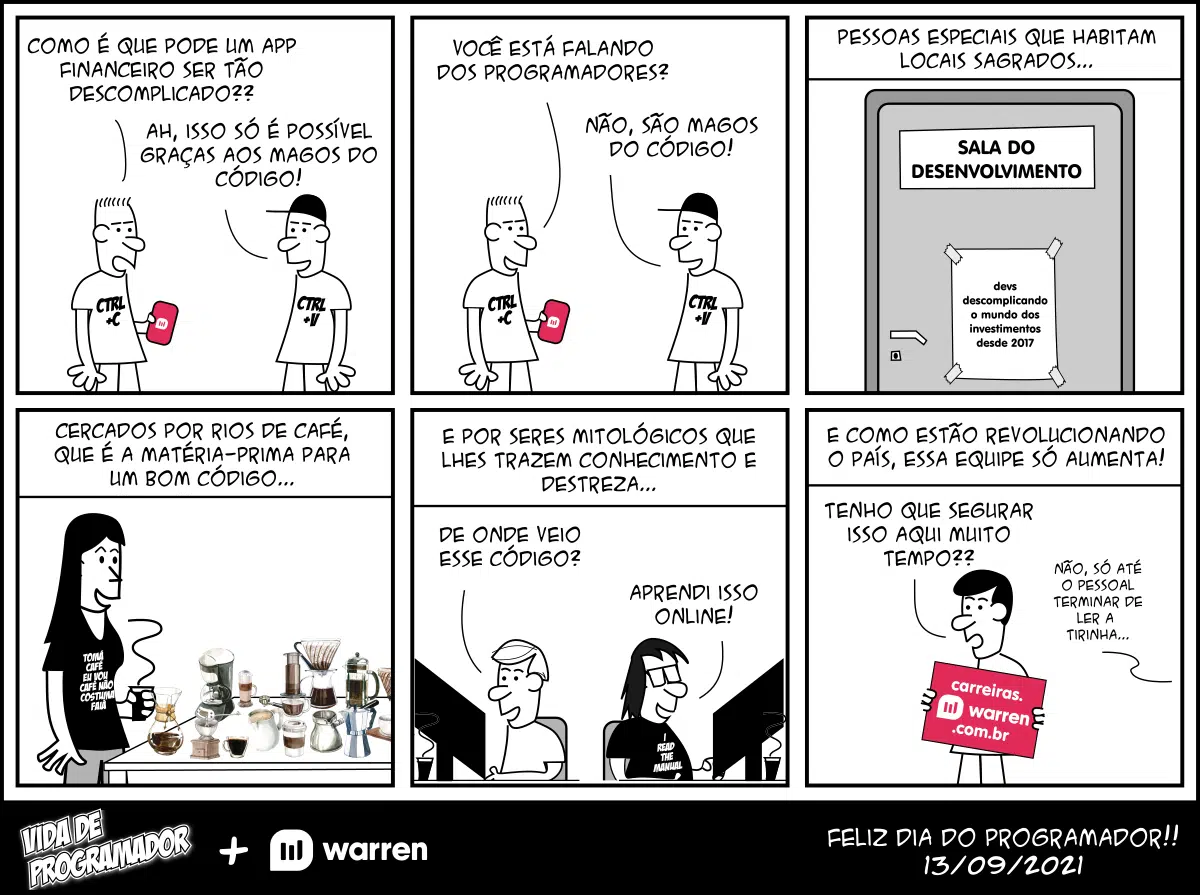 COMO É QUE PODE UM APP
FINANCEIRO SER TÃO
DESCOMPLICADO??
AH, ISSO SÓ É POSSÍVEL
GRAÇAS AOS MAGOS DO
CÓDIGO!
CTRL
+C
CTRL
+V
VOCÊ ESTÁ FALANDO
DOS PROGRAMADORES?
NÃO, SÃO MAGOS
DO CÓDIGO!
CTRL
+C
CTRL
+V
PESSOAS ESPECIAIS QUE HABITAM
LOCAIS SAGRADOS...
SALA DO
DESENVOLVIMENTO
devs
descomplicando
o mundo dos
investimentos
desde 2017
CERCADOS POR RIOS DE CAFÉ,
QUE É A MATÉRIA-PRIMA PARA
UM BOM CÓDIGO...
TOMÁ
CAFÉ
EU VOU
CAFÉ NÃO
COSTUMA
FAIÁ
E POR SERES MITOLÓGICOS QUE
LHES TRAZEM CONHECIMENTO E
DESTREZA...
DE ONDE VEIO
ESSE CÓDIGO?
APRENDI ISSO
ONLINE!
I
READ
THE
MANUAL
E COMO ESTÃO REVOLUCIONANDO
O PAÍS, ESSA EQUIPE SÓ AUMENTA!
TENHO QUE SEGURAR
ISSO AQUI MUITO
TEMPO??
NÃO, SÓ ATÉ
O PESSOAL
TERMINAR DE
LER A
TIRINHA...
carreiras.
warren
.com.br
VIDA DE
PROGRAMADOR
+ warren
FELIZ DIA DO PROGRAMADOR!!
13/09/2021